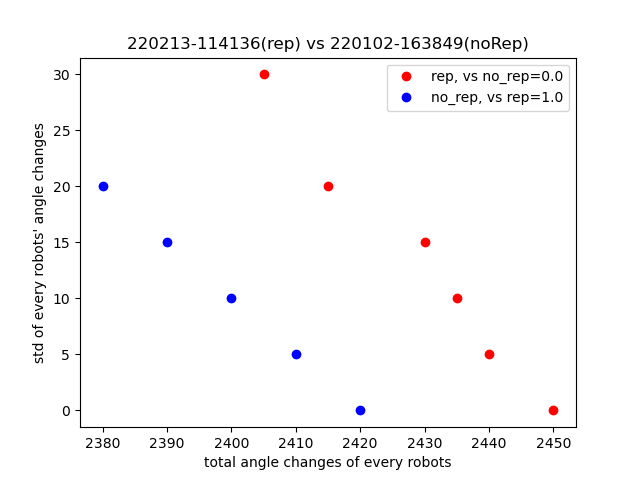 220213-114136(rep) vs 220102-163849(noRep)
rep, vs no_rep=0.0
no_rep, vs rep=1.0
std of every robots' angle changes
30
25
20
15
10
5
0
2380 2390 2400 2410 2420 2430 2440 2450
total angle changes of every robots